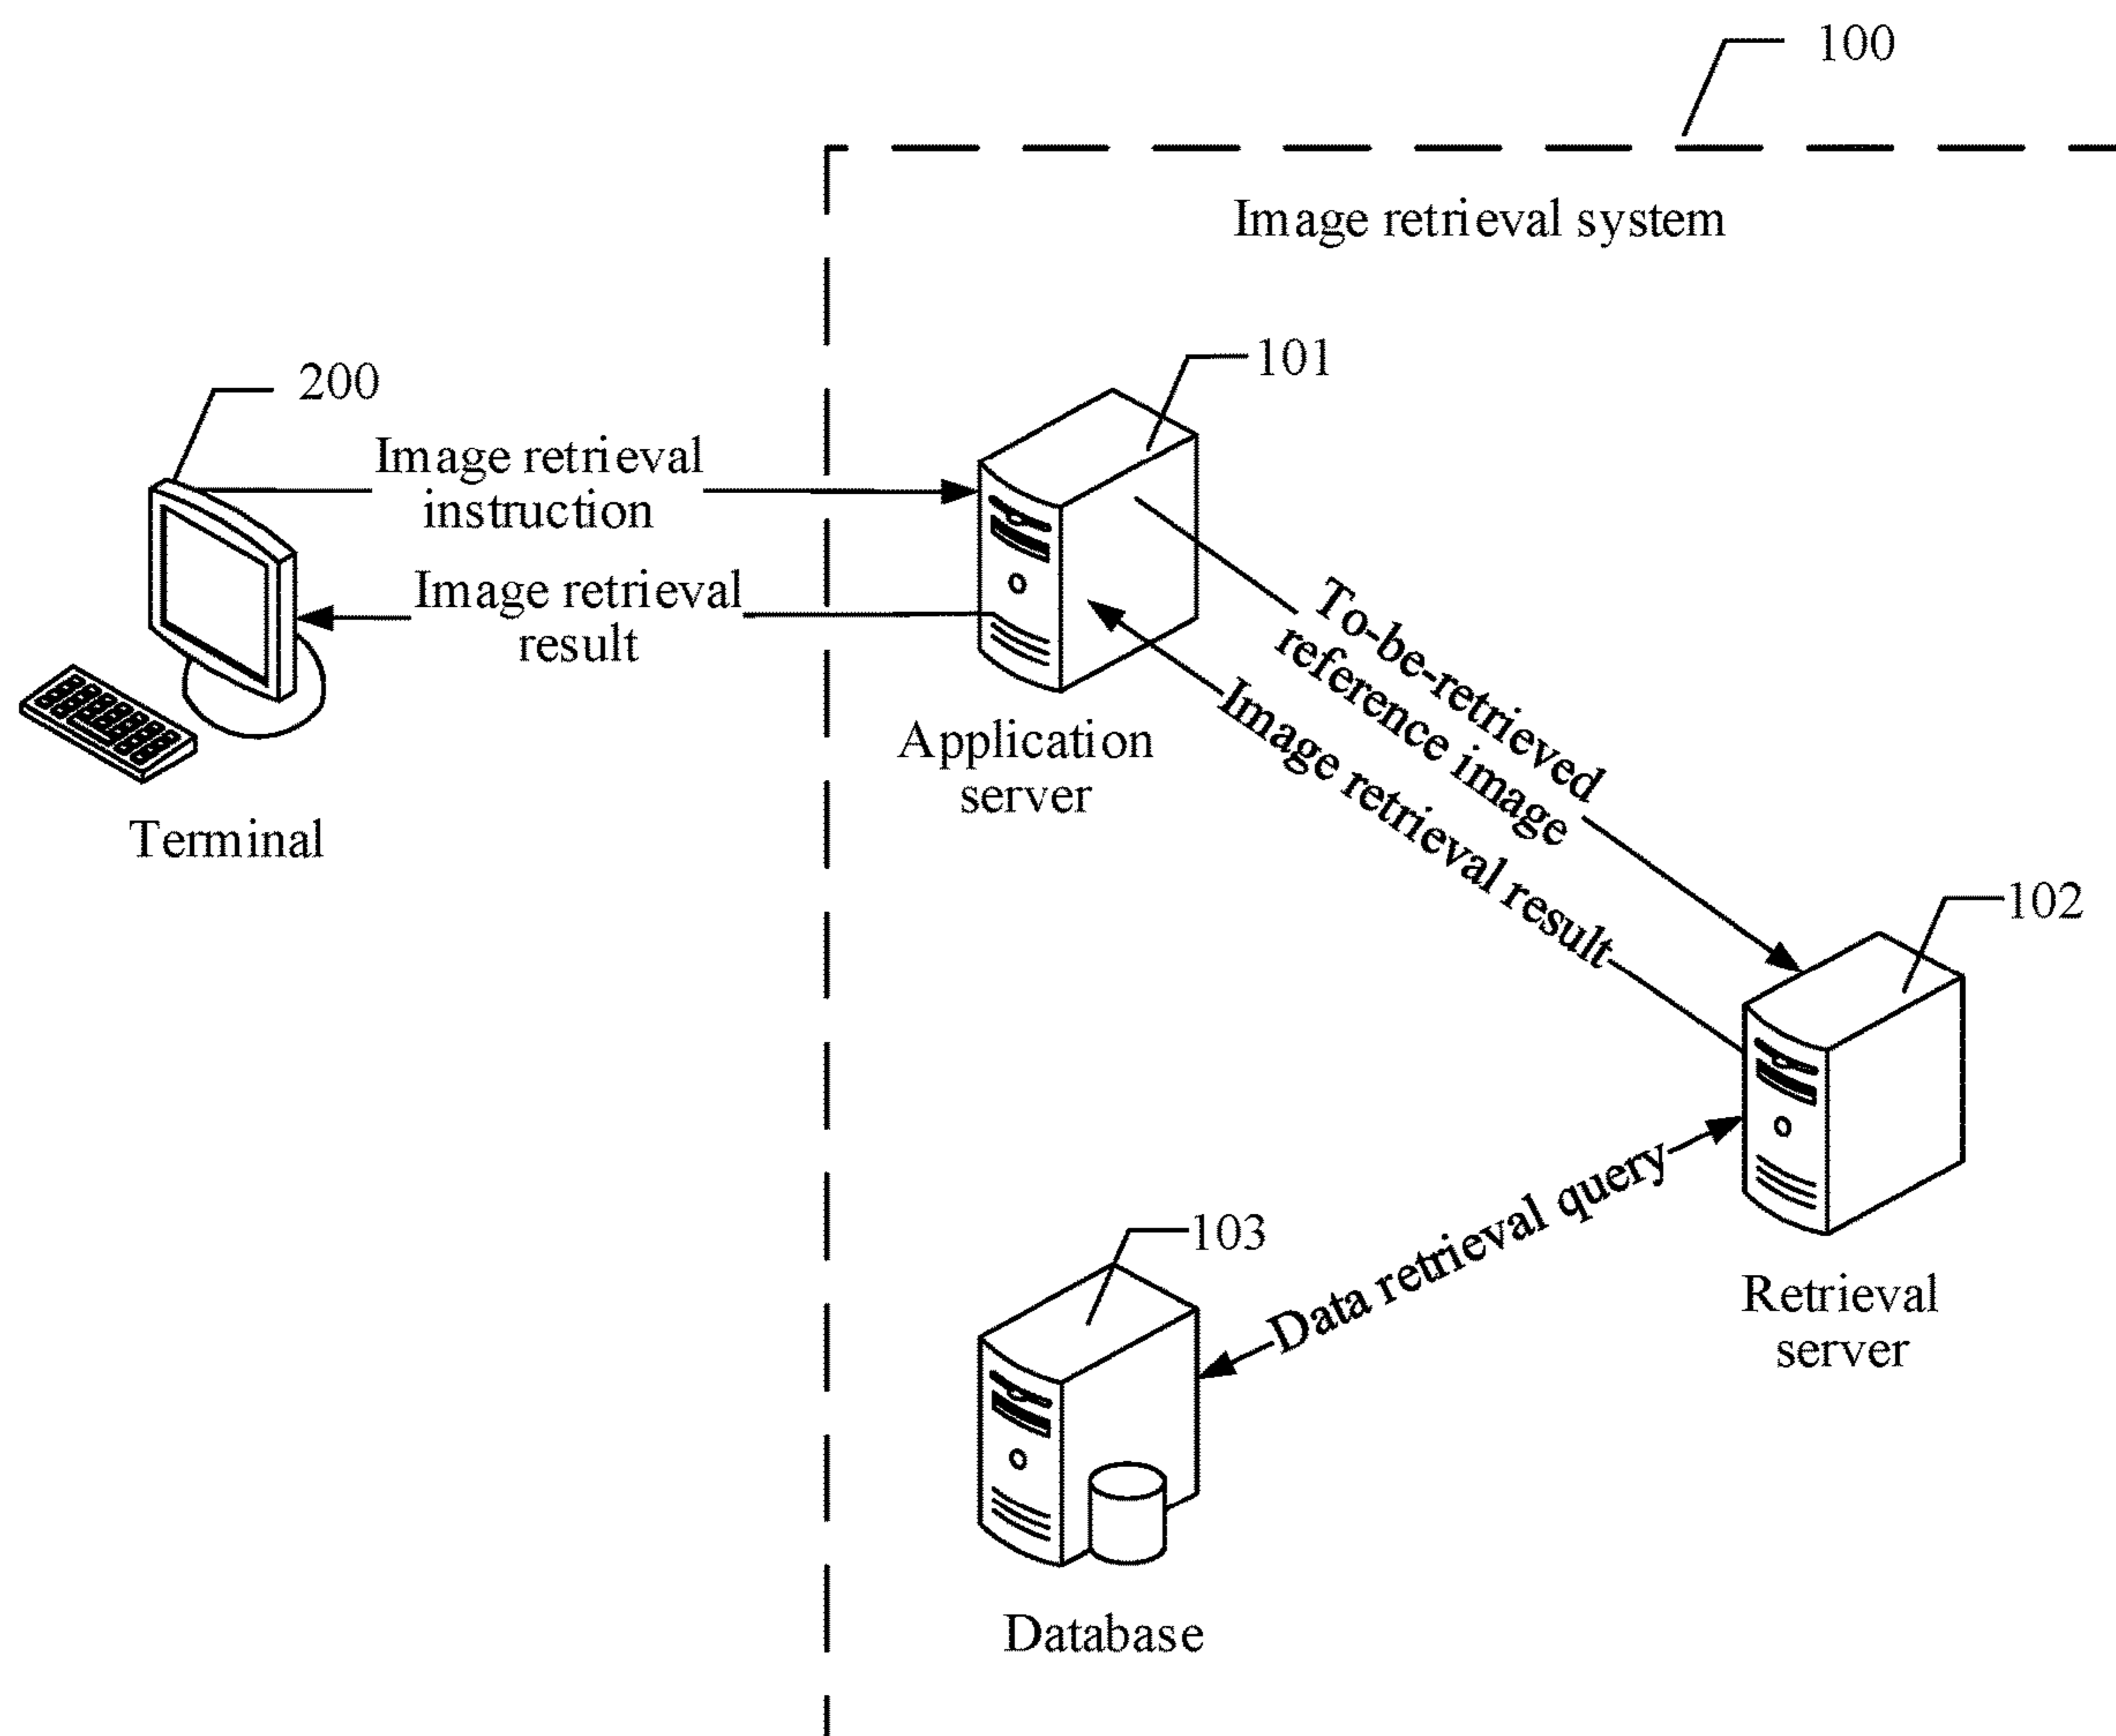 100
Image retrieval system
101
200
Image retrieval
instruction
Image retrieval
result
To-be-retrieved
reference image
Image retrieval result
Application
server
Terminal
102
Data retrieval query
103
Retrieval
server
Database